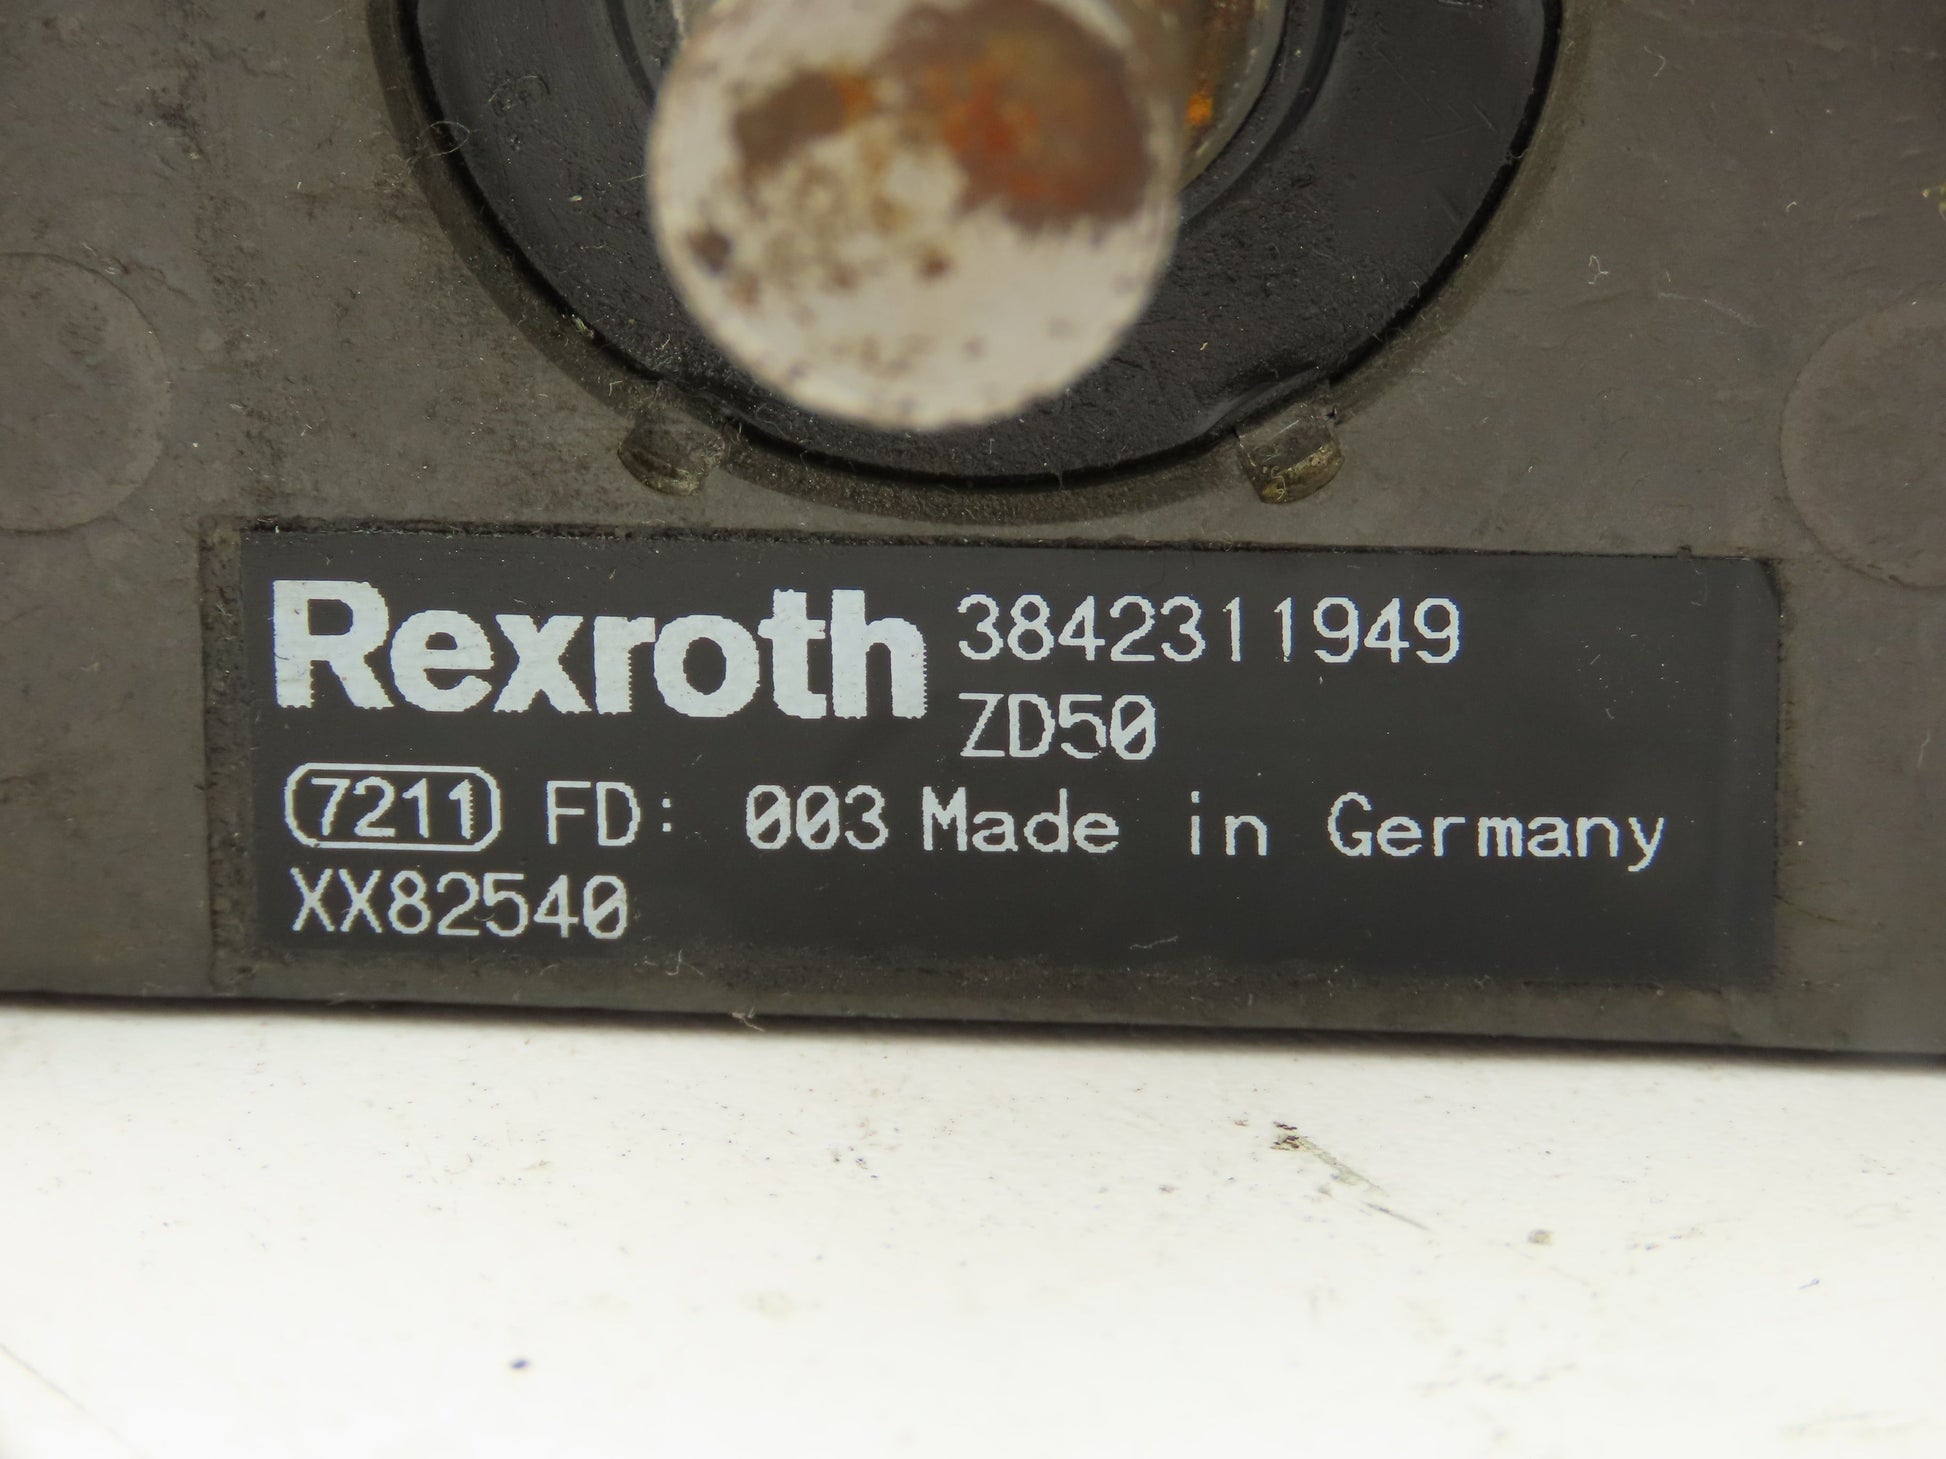 Rexroth 3842311949
ZD50
7211 FD: 003 Made in Germany
XX82540